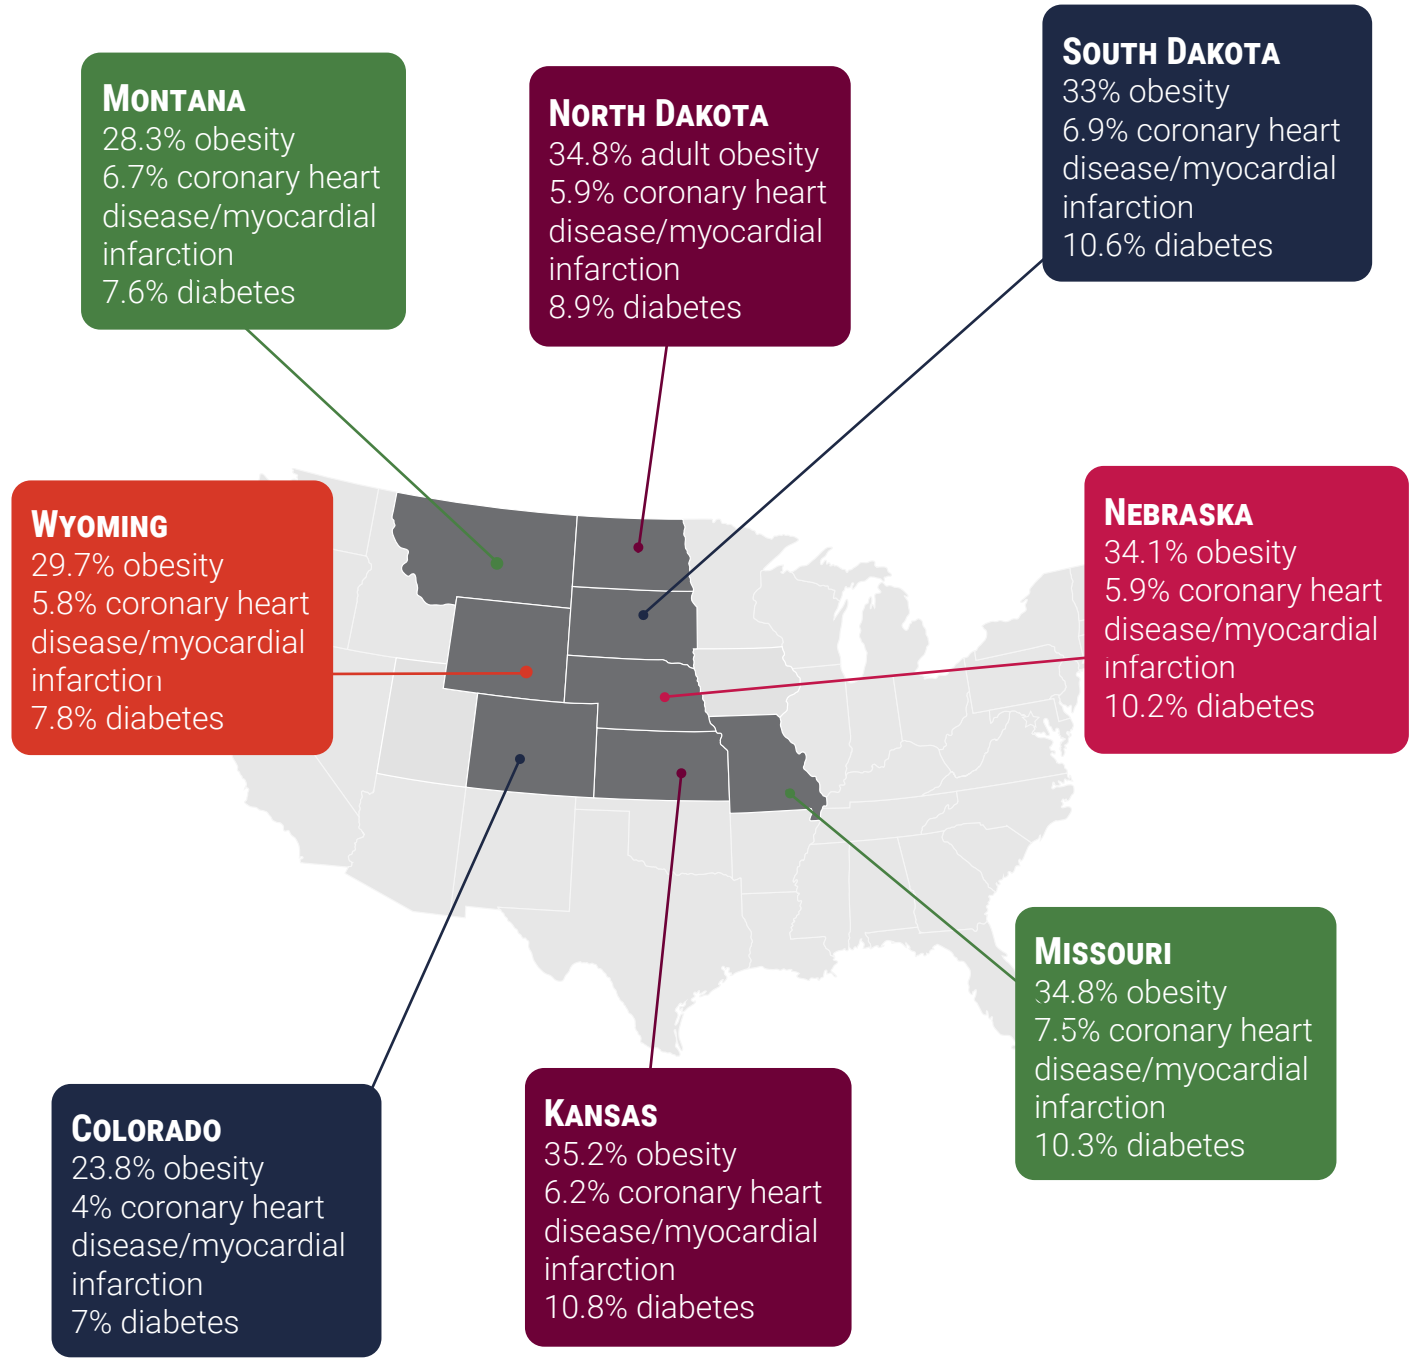 MONTANA
28.3% obesity
6.7% coronary heart
disease/myocardial
infarction
7.6% diabetes
NORTH DAKOTA
34.8% adult obesity
5.9% coronary heart
disease/myocardial
infarction
8.9% diabetes
SOUTH DAKOTA
33% obesity
6.9% coronary heart
disease/myocardial
infarction
10.6% diabetes
WYOMING
29.7% obesity
5.8% coronary heart
disease/myocardial
infarction
7.8% diabetes
NEBRASKA
34.1% obesity
5.9% coronary heart
disease/myocardial
infarction
10.2% diabetes
MISSOURI
34.8% obesity
7.5% coronary heart
disease/myocardial
infarction
10.3% diabetes
COLORADO
23.8% obesity
4% coronary heart
disease/myocardial
infarction
7% diabetes
KANSAS
35.2% obesity
6.2% coronary heart
disease/myocardial
infarction
10.8% diabetes